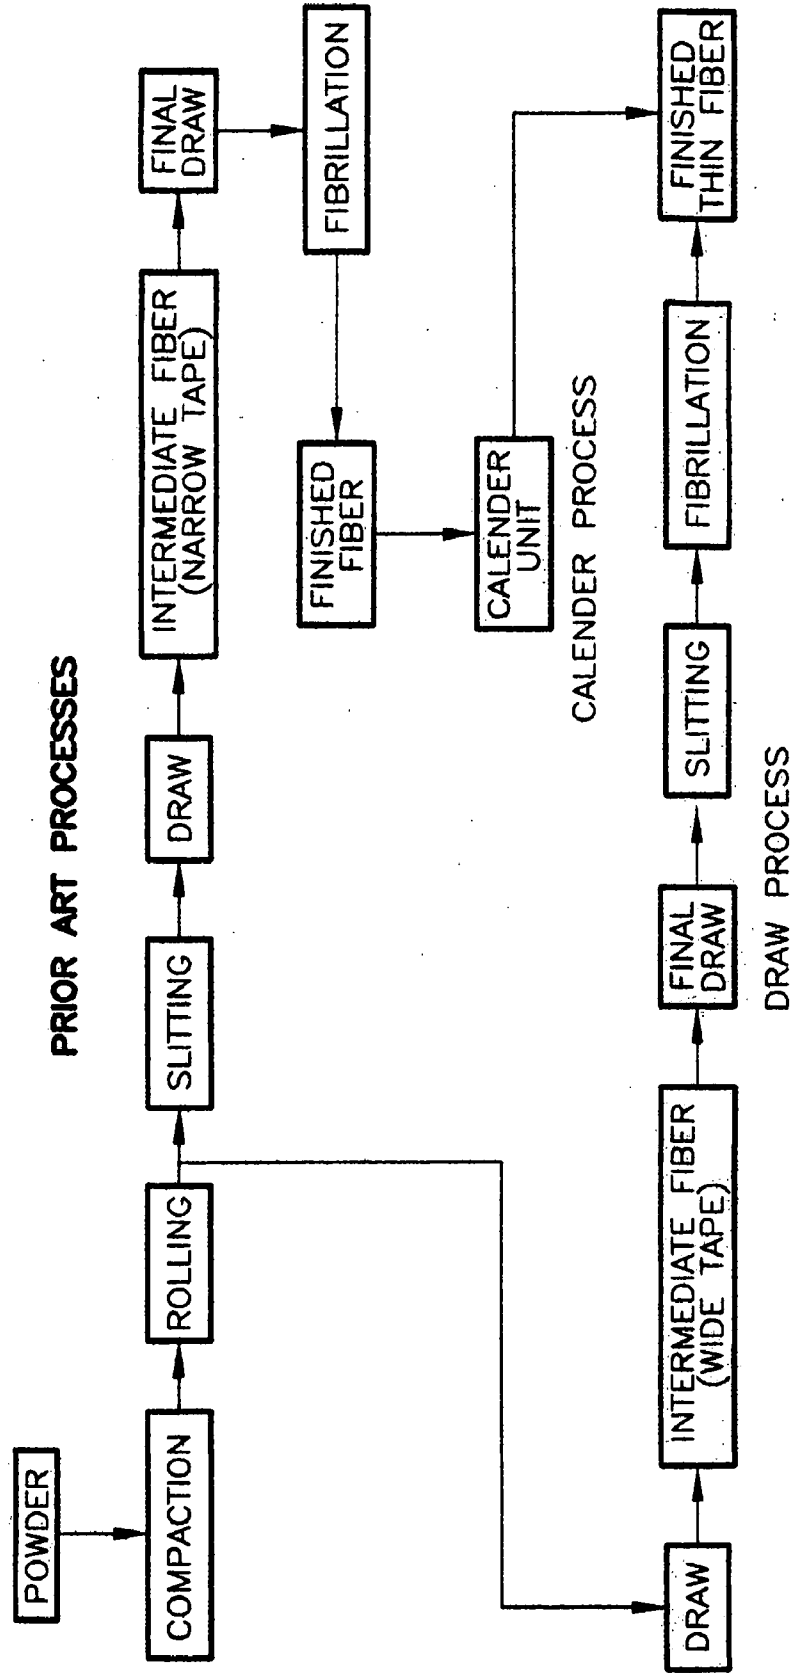 PRIOR ART PROCESSES
POWDER
COMPACTION
ROLLING
SLITTING
DRAW
INTERMEDIATE FIBER
(NARROW TAPE)
FINAL
DRAW
FIBRILLATION
FINISHED
FIBER
CALENDER
UNIT
CALENDER PROCESS
DRAW
INTERMEDIATE FIBER
(WIDE TAPE)
FINAL
DRAW
SLITTING
FIBRILLATION
FINISHED
THIN FIBER
DRAW PROCESS